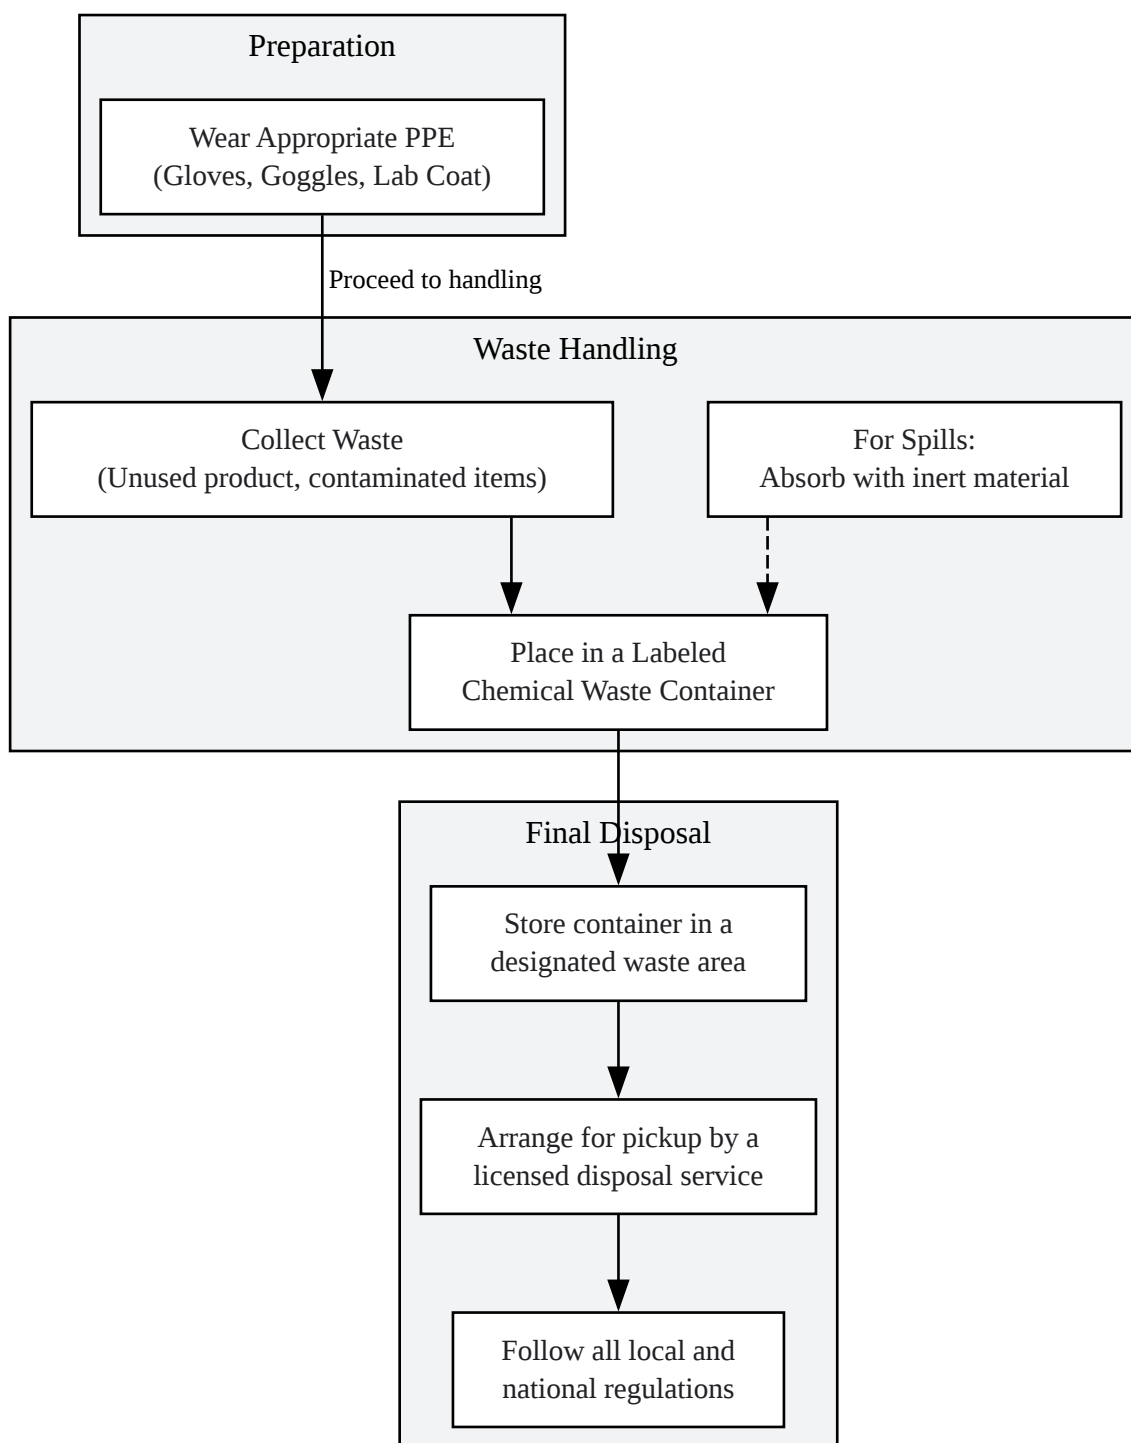 Preparation
Wear Appropriate PPE
(Gloves, Goggles, Lab Coat)
Proceed to handling
Waste Handling
Collect Waste
(Unused product, contaminated items)
For Spills:
Absorb with inert material
Place in a Labeled
Chemical Waste Container
Final Disposal
Store container in a
designated waste area
Arrange for pickup by a
licensed disposal service
Follow all local and
national regulations